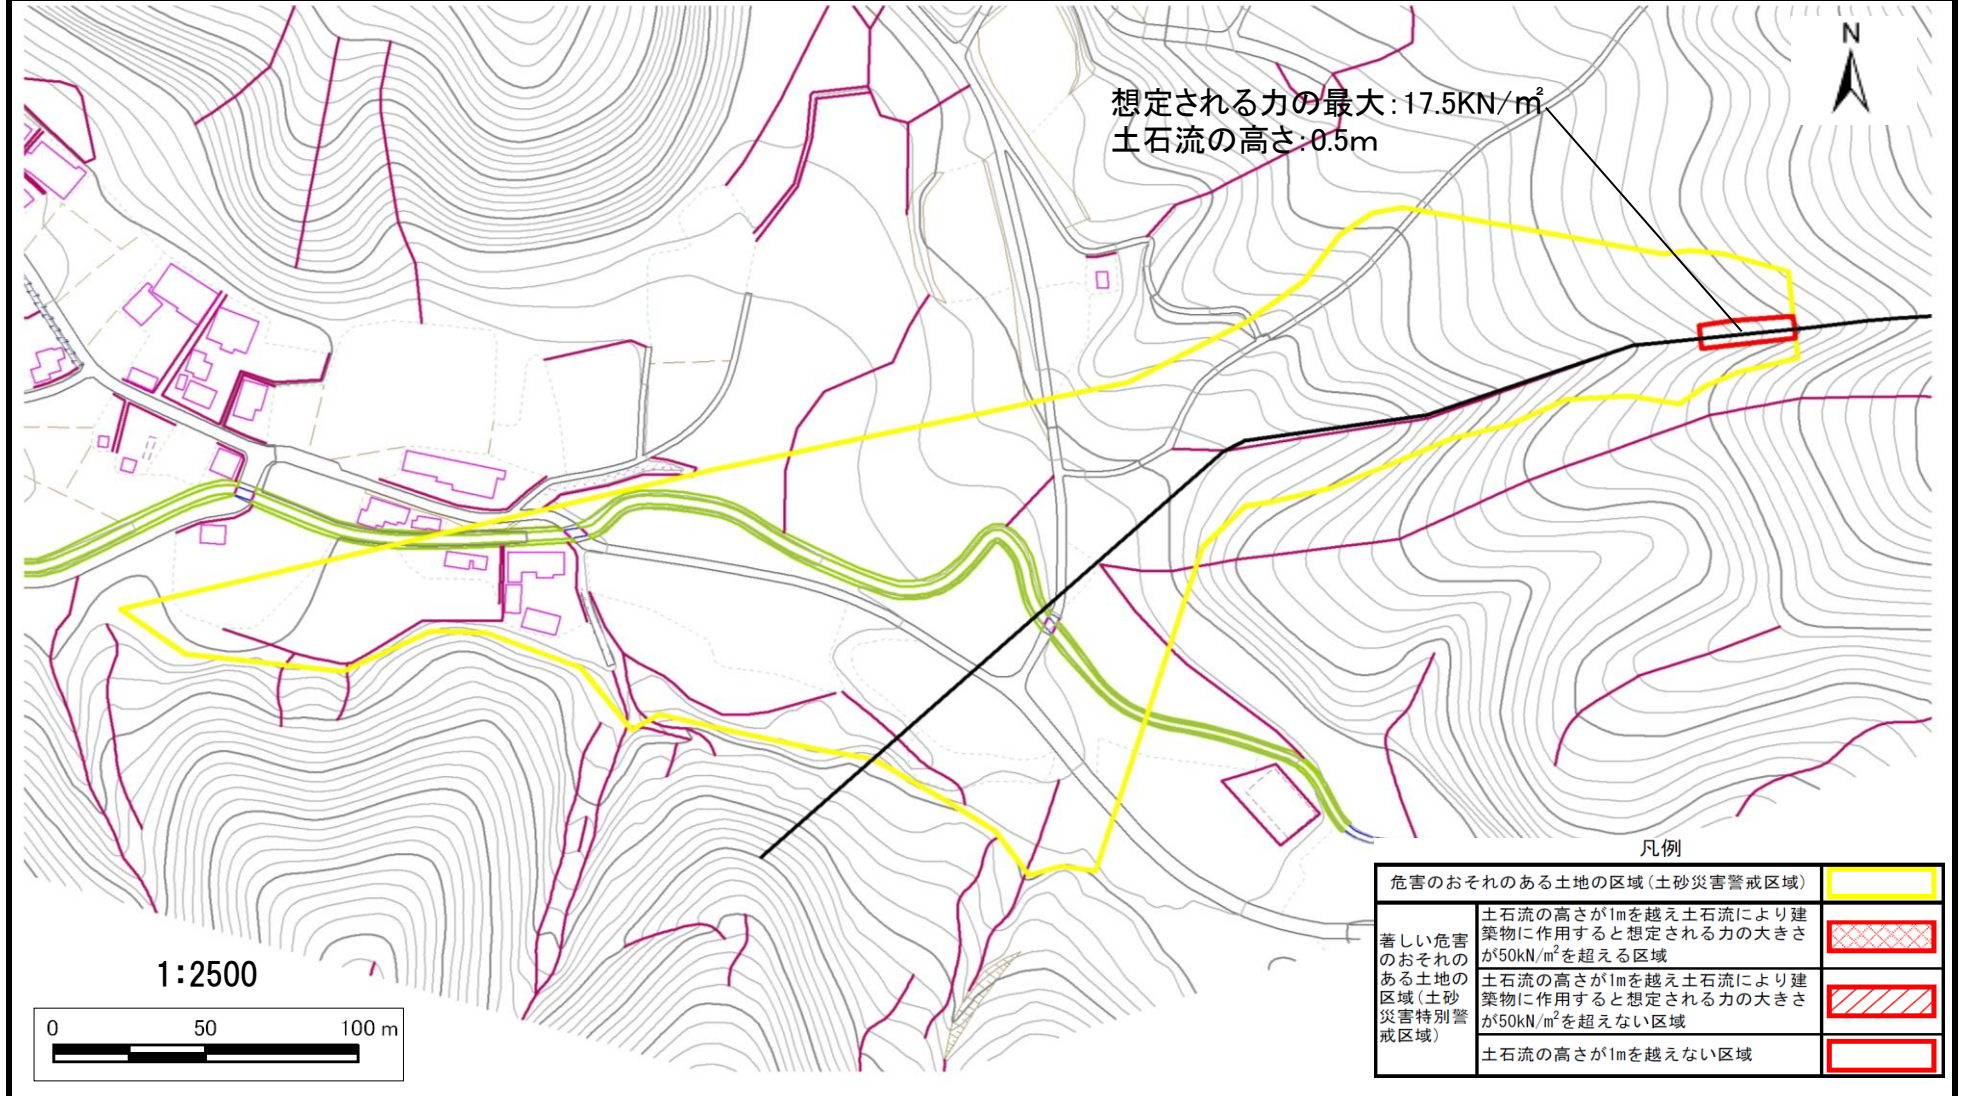 N
想定される力の最大：17.5KN/㎡
土石流の高さ：0.5m
1：2500
0 50 100 m
凡例
危害のおそれのある土地の区域（土砂災害警戒区域）
著しい危害
のおそれの
ある土地の
区域（土砂
災害特別警
戒区域）
土石流の高さが1mを越え土石流により建
築物に作用すると想定される力の大きさ
が50kN/㎡を超える区域
土石流の高さが1mを越え土石流により建
築物に作用すると想定される力の大きさ
が50kN/㎡を超えない区域
土石流の高さが1mを越えない区域